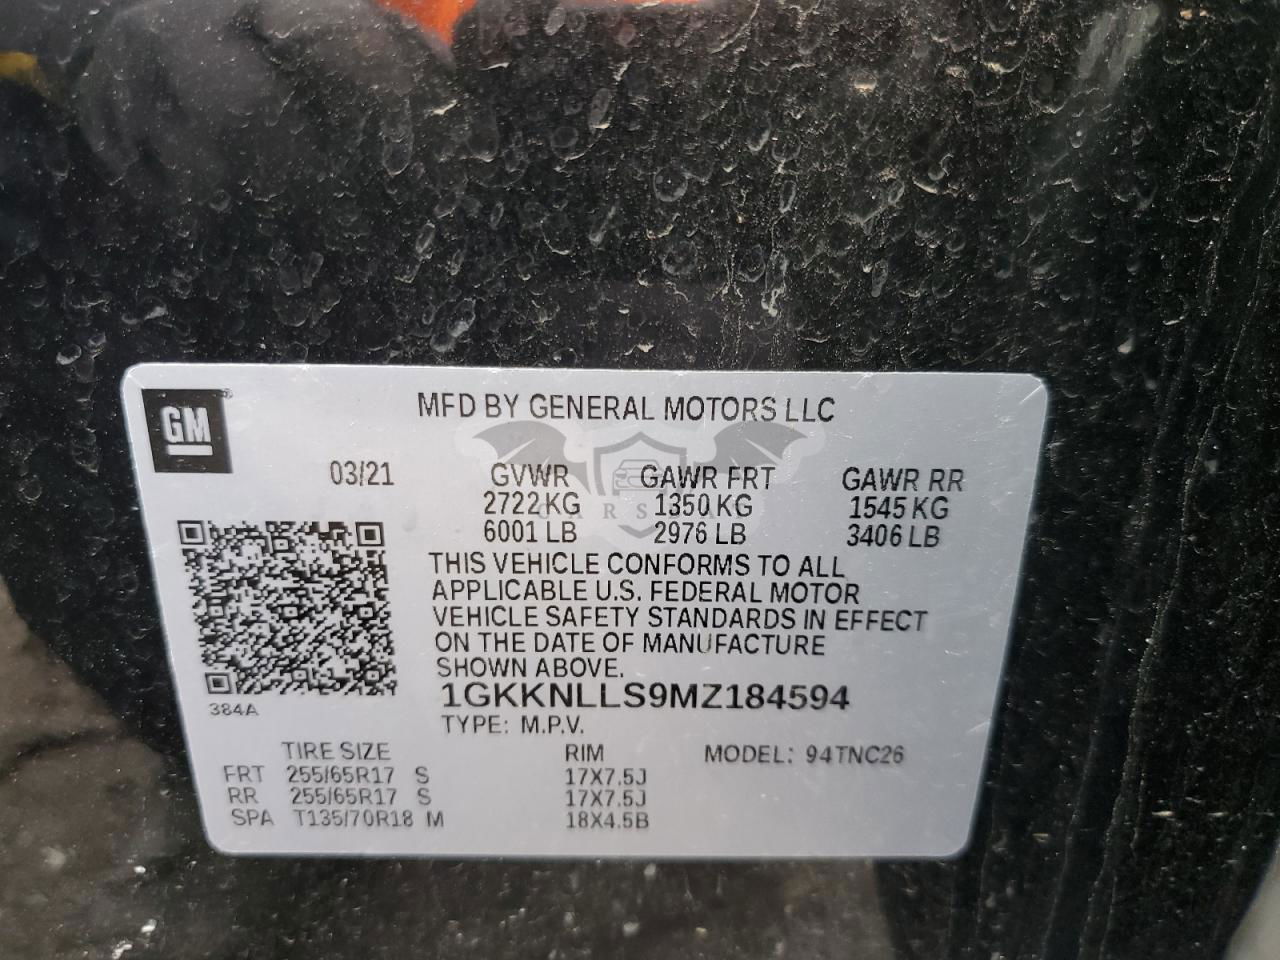 GM
MFD BY GENERAL MOTORS LLC
03/21 GVWR GAWR FRT GAWR RR
2722 KG 1350 KG 1545 KG
6001 LB 2976 LB 3406 LB
CARS
THIS VEHICLE CONFORMS TO ALL
APPLICABLE U.S. FEDERAL MOTOR
VEHICLE SAFETY STANDARDS IN EFFECT
ON THE DATE OF MANUFACTURE
SHOWN ABOVE.
1GKKNLLS9MZ184594
384A
TYPE: M.P.V.
TIRE SIZE RIM MODEL: 94TNC26
FRT 255/65R17 S 17X7.5J
RR 255/65R17 S 17X7.5J
SPA T135/70R18 M 18X4.5B